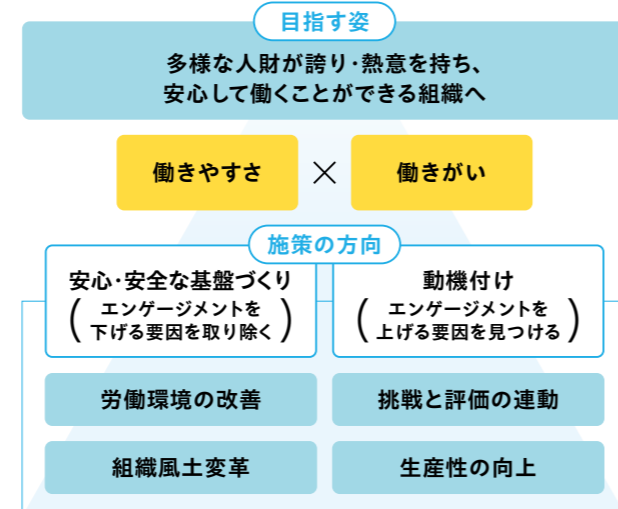 目指す姿
多様な人財が誇り・熱意を持ち、
安心して働くことができる組織へ
働きやすさ × 働きがい
施策の方向
安心・安全な基盤づくり
(エンゲージメントを
下げる要因を取り除く)
動機付け
(エンゲージメントを
上げる要因を見つける)
労働環境の改善
挑戦と評価の連動
組織風土変革
生産性の向上